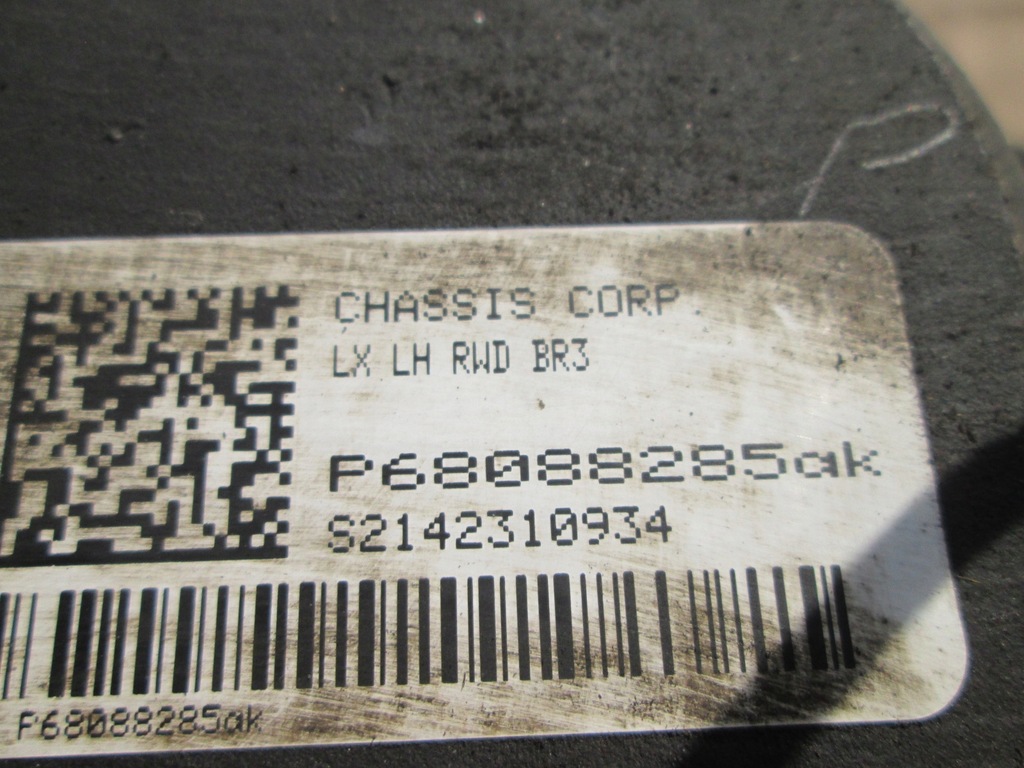 CHASSIS CORP.
LX LH RWD BR3
P68088285ak
S2142310934
P68088285ak